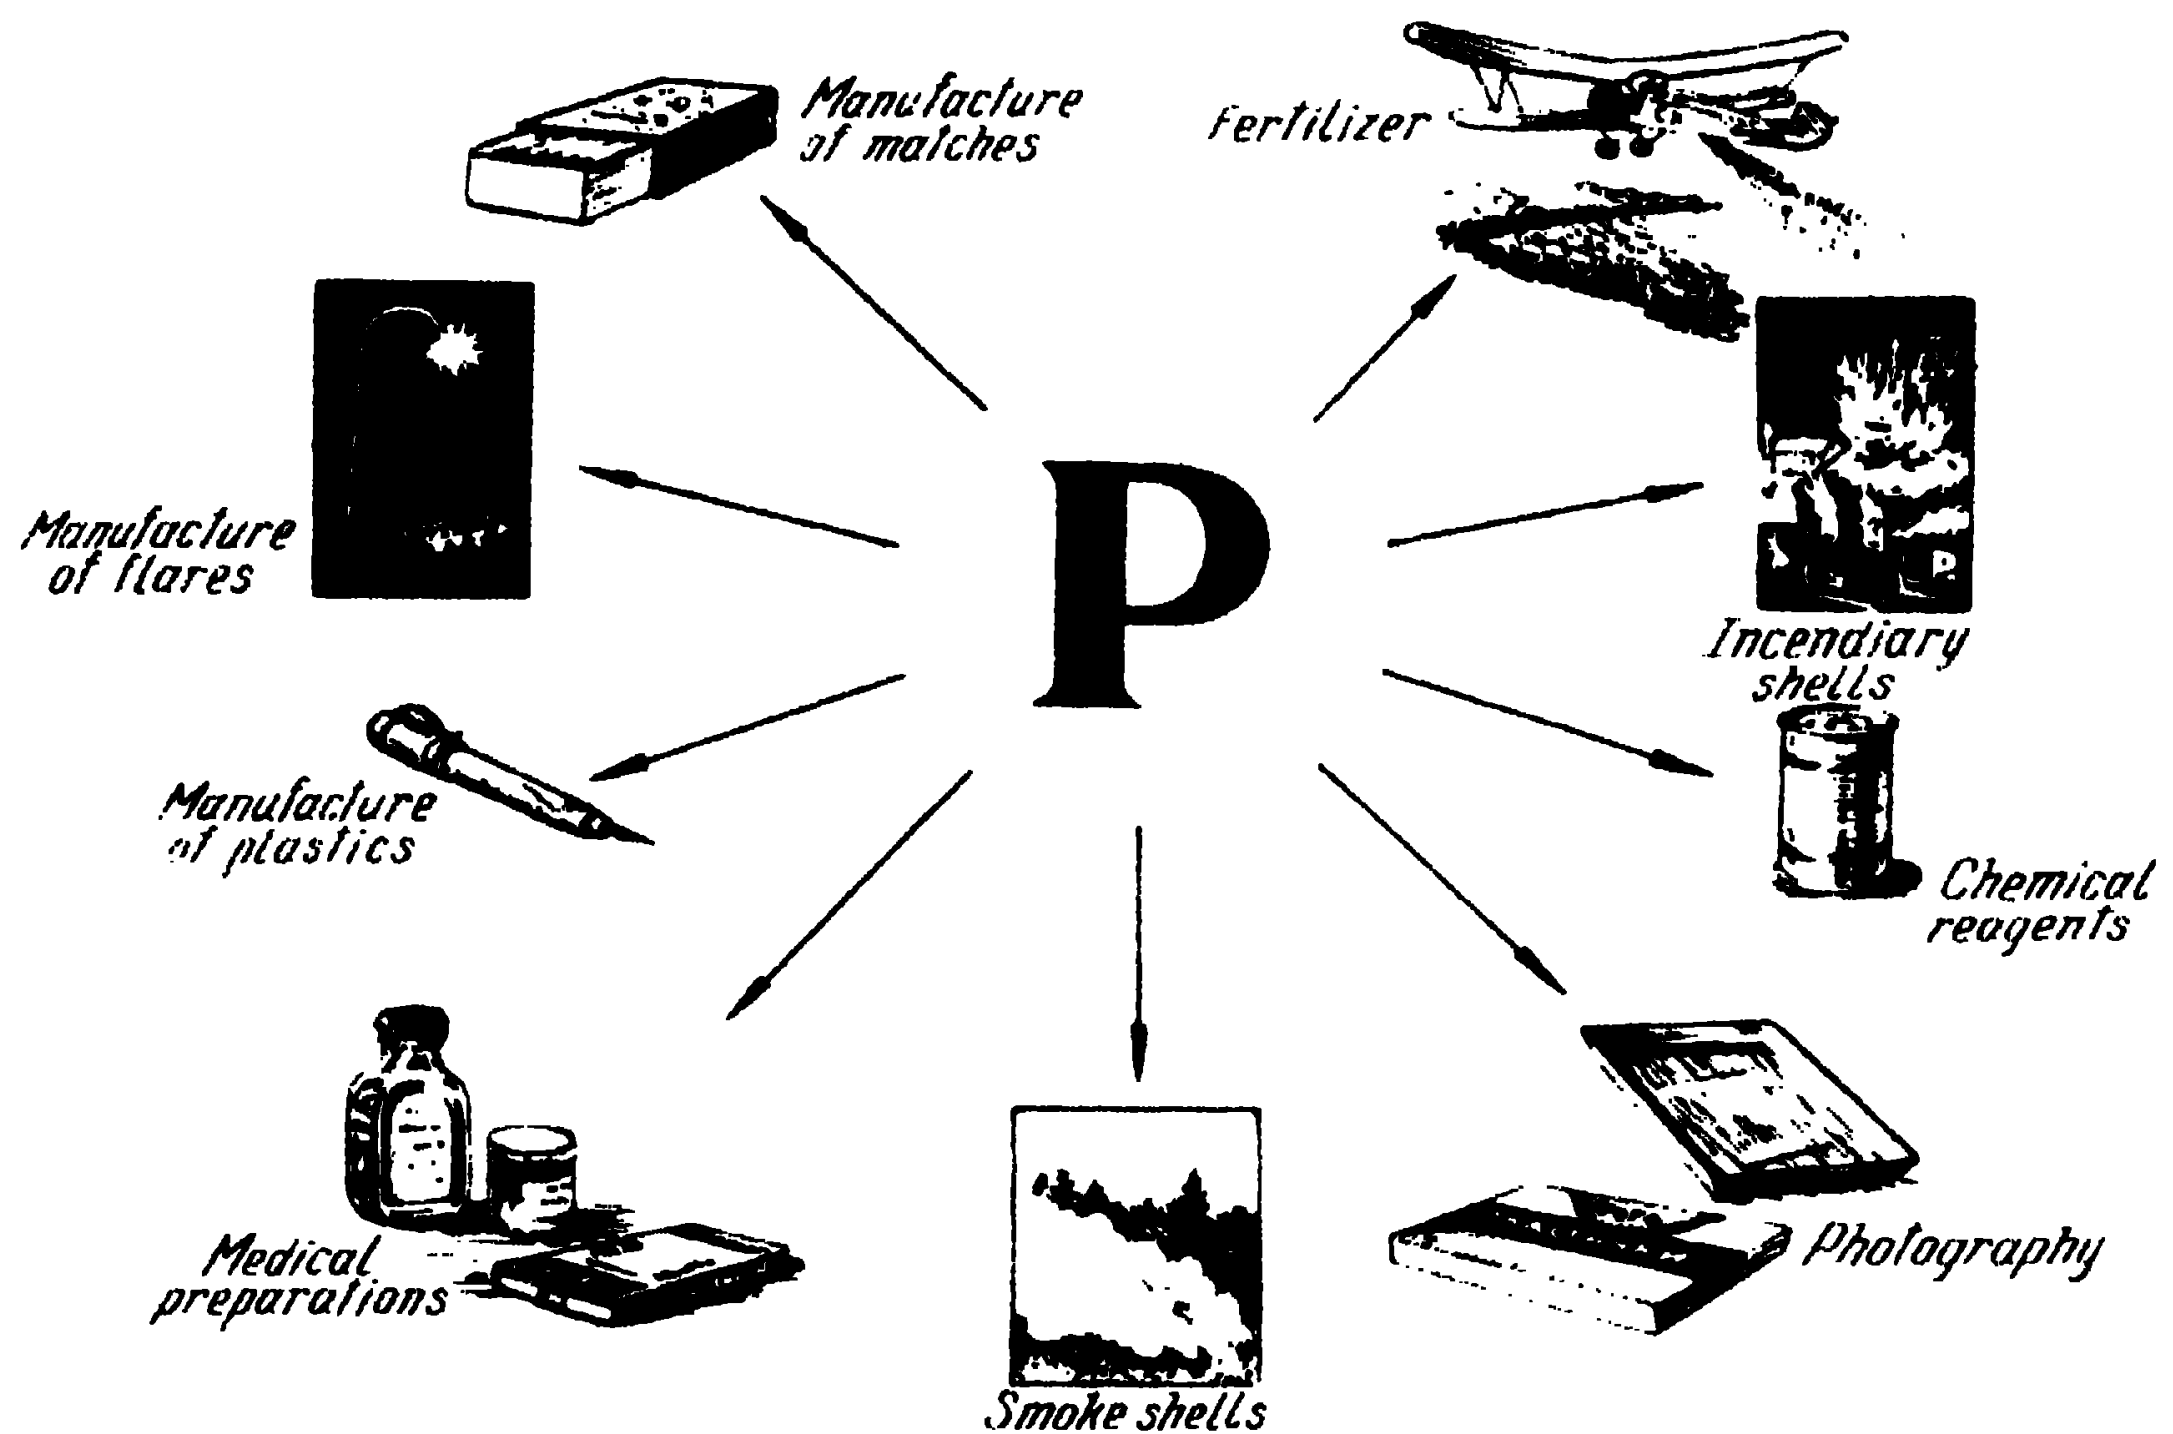 Manufacture
of matches
Fertilizer
Manufacture
of flares
P
P
Incendiary
shells
Manufacture
of plastics
Chemical
reagents
Medical
preparations
Photography
Smoke shells